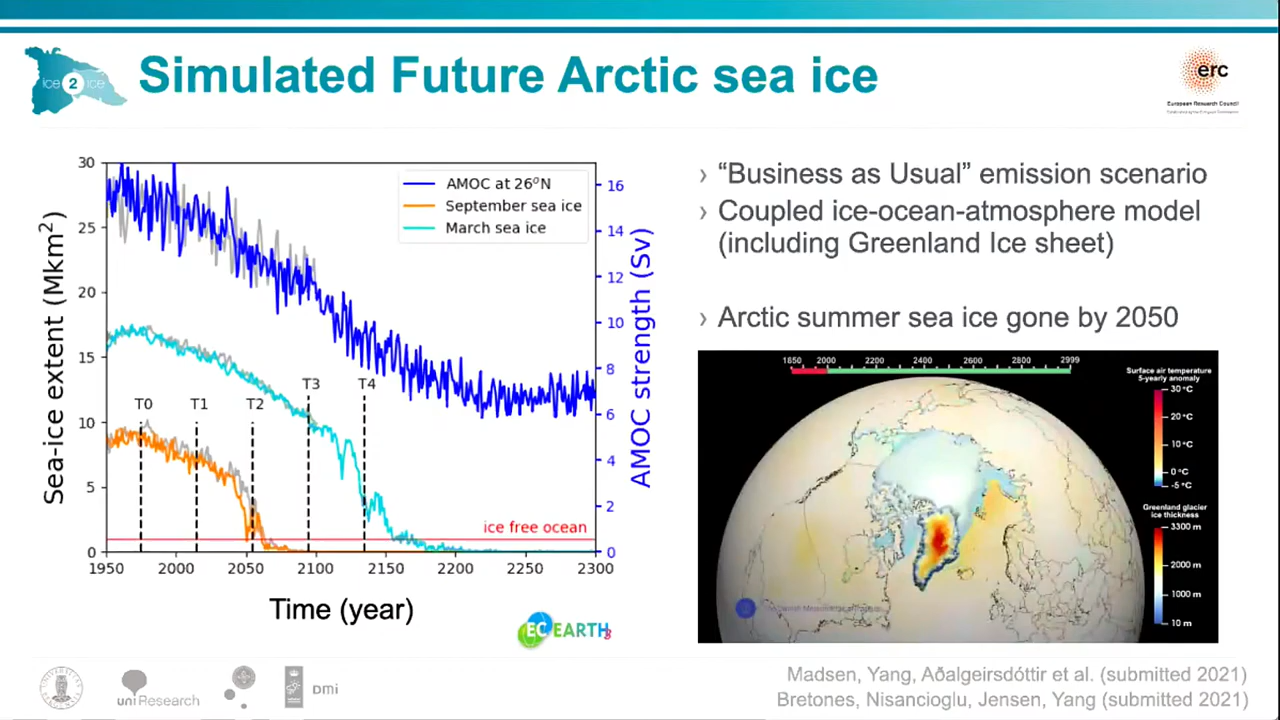 ice 2 ice
Simulated Future Arctic sea ice
erc
European Research Council
AMOC at 26°N
September sea ice
March sea ice
30
25
20
15
10
5
0
Sea-ice extent (Mkm²)
T0
T1
T2
T3
T4
ice free ocean
16
14
12
10
8
6
4
2
0
AMOC strength (Sv)
1950 2000 2050 2100 2150 2200 2250 2300
Time (year)
EC EARTH 3
› “Business as Usual” emission scenario
› Coupled ice-ocean-atmosphere model
(including Greenland Ice sheet)
› Arctic summer sea ice gone by 2050
1650 2000 2200 2400 2600 2800 2999
Surface air temperature
5-yearly anomaly
30 °C
20 °C
10 °C
0 °C
-5 °C
Greenland glacier
ice thickness
3300 m
2000 m
1000 m
10 m
uni Research
DMI
Madsen, Yang, Aðalgeirsdóttir et al. (submitted 2021)
Bretones, Nisancioglu, Jensen, Yang (submitted 2021)